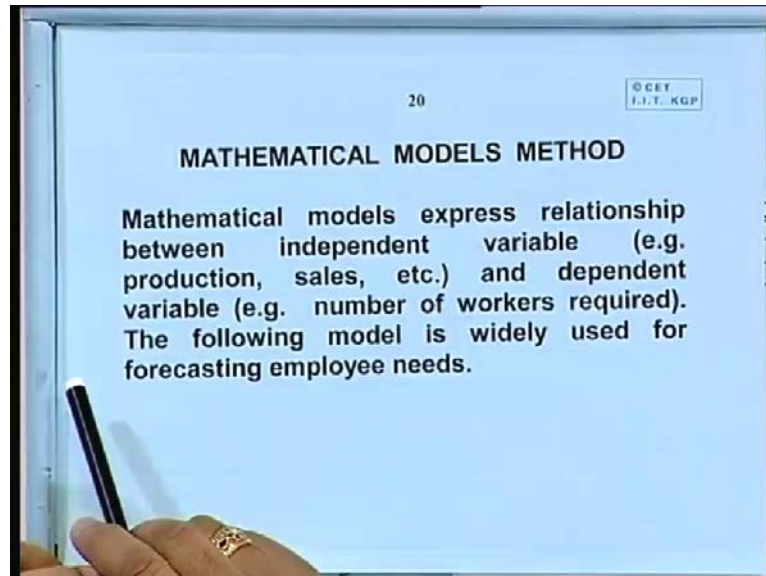 20
© CET
I.I.T. KGP
MATHEMATICAL MODELS METHOD
Mathematical models express relationship
between independent variable (e.g.
production, sales, etc.) and dependent
variable (e.g. number of workers required).
The following model is widely used for
forecasting employee needs.